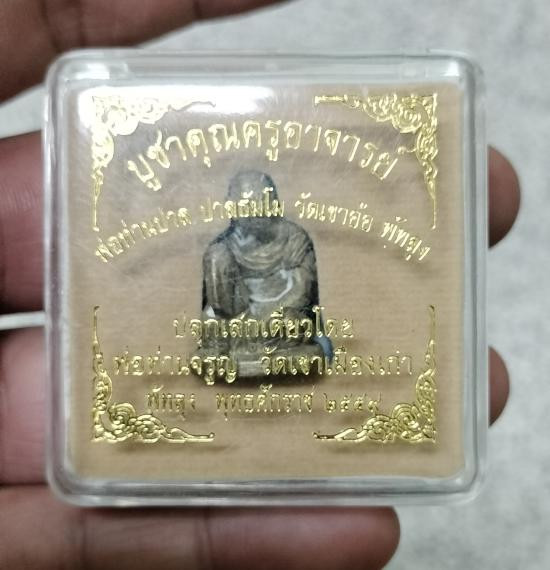 บูชาคุณครูอาจารย์
พ่อท่านปาล ปาลธัมโม วัดเขาอ้อ พัทลุง
ปลุกเสกเดี่ยวโดย
พ่อท่านจรูญ วัดเขาเมืองเก่า
พัทลุง พุทธศักราช ๒๕๕๙